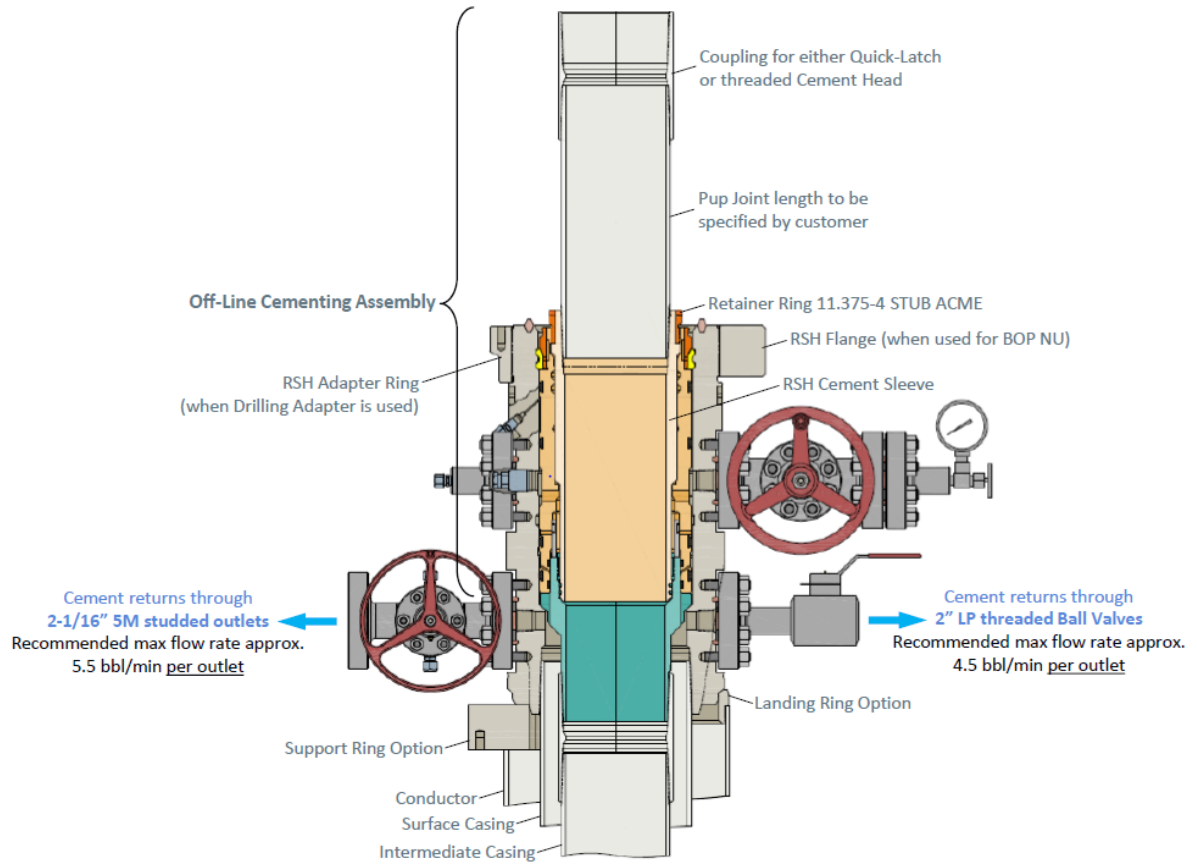 Coupling for either Quick-Latch
or threaded Cement Head
Pup Joint length to be
specified by customer
Off-Line Cementing Assembly
Retainer Ring 11.375-4 STUB ACME
RSH Flange (when used for BOP NU)
RSH Adapter Ring
(when Drilling Adapter is used)
RSH Cement Sleeve
Cement returns through
2-1/16” 5M studded outlets
Recommended max flow rate approx.
5.5 bbl/min per outlet
Cement returns through
2” LP threaded Ball Valves
Recommended max flow rate approx.
4.5 bbl/min per outlet
Landing Ring Option
Support Ring Option
Conductor
Surface Casing
Intermediate Casing